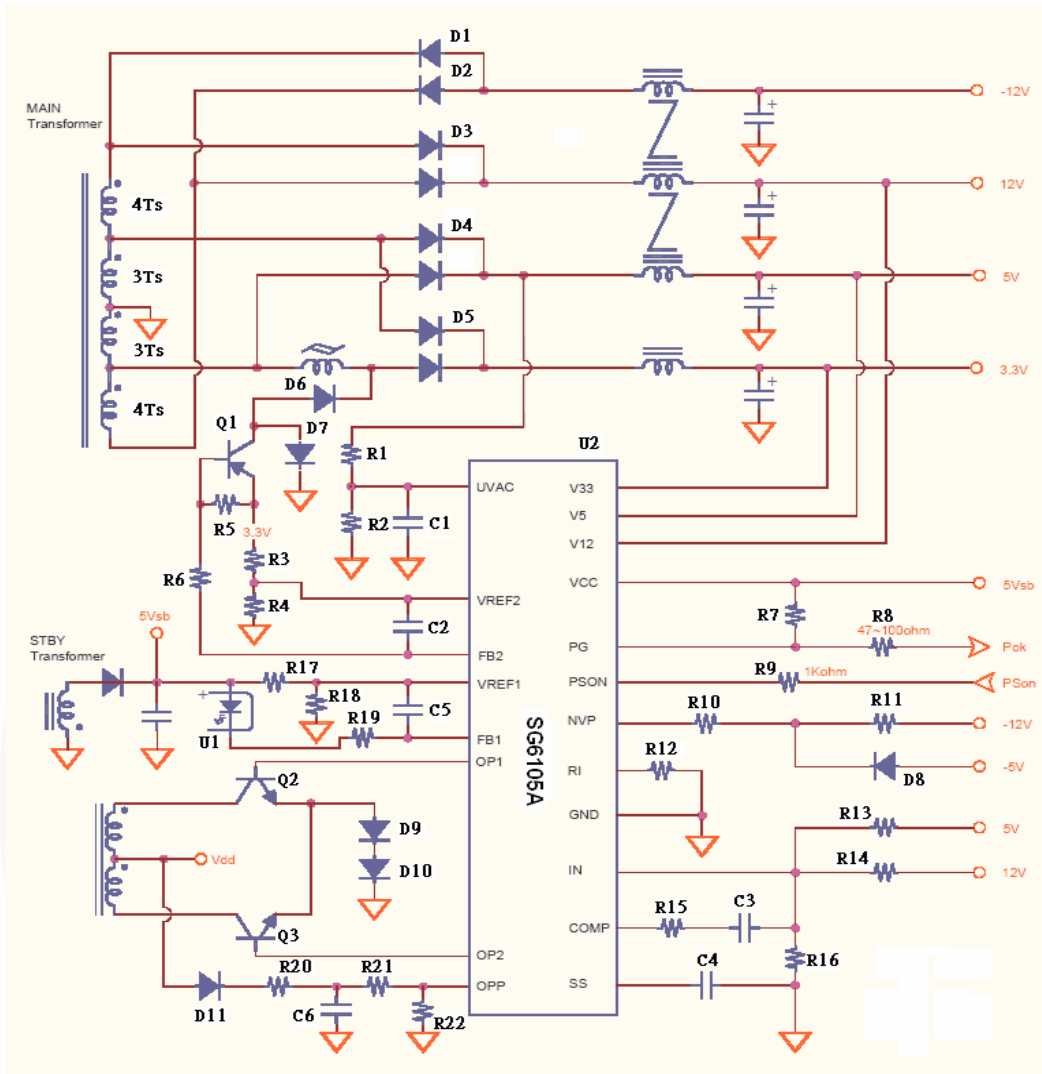 D1
D2
-12V
MAIN
Transformer
D3
12V
4Ts
D4
3Ts
5V
D5
3Ts
3.3V
D6
4Ts
Q1
D7
R1
U2
UVAC
V33
R2
C1
V5
R5
3.3V
V12
R3
R6
VCC
5Vsb
R4
VREF2
R7
R8
5Vsb
C2
47~100ohm
STBY
Transformer
FB2
PG
Pok
R17
R9
VREF1
PSON
1Kohm
PSon
R18
C5
R10
R11
R19
NVP
-12V
U1
FB1
SG6105A
OP1
R12
RI
D8
-5V
Q2
GND
R13
D9
5V
Vdd
D10
R14
IN
12V
R15
C3
Q3
COMP
OP2
C4
R16
R20
R21
OPP
SS
D11
C6
R22